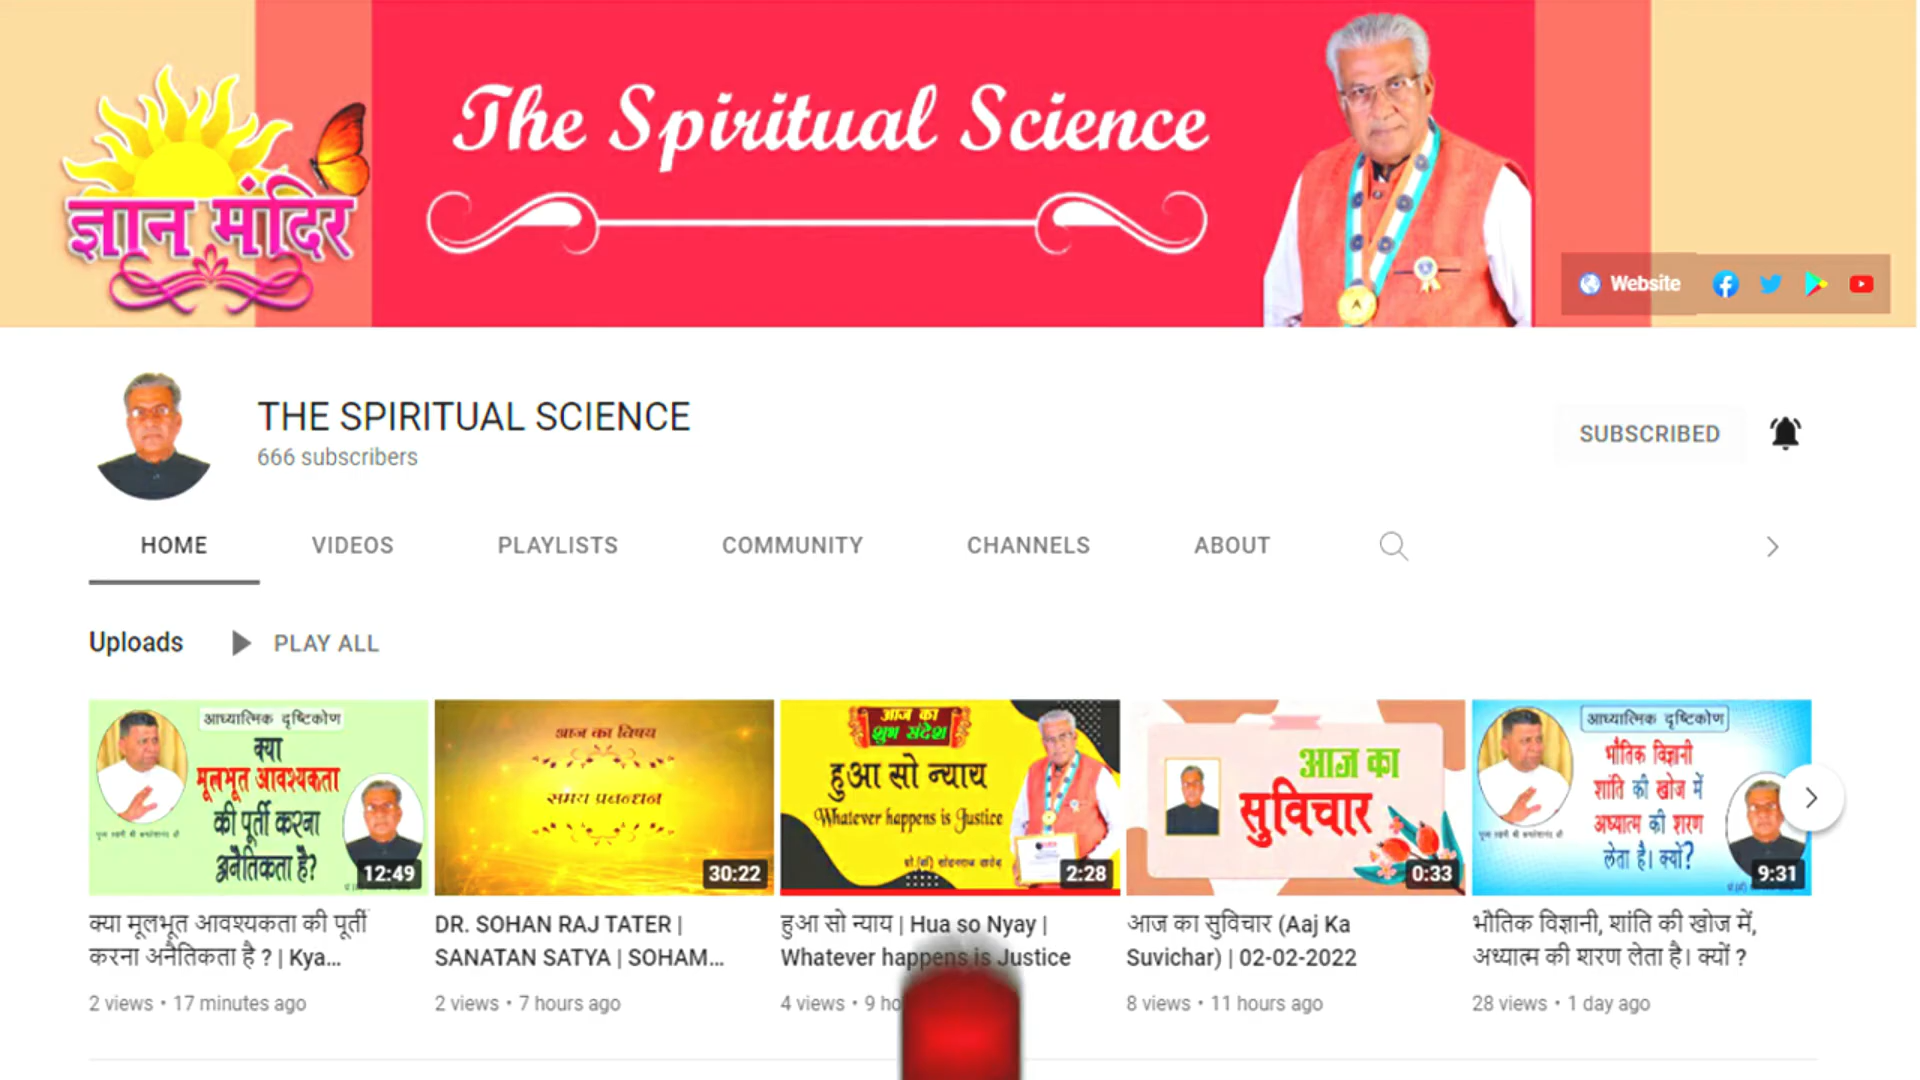 The Spiritual Science
ज्ञान मंदिर
Website
THE SPIRITUAL SCIENCE
666 subscribers
SUBSCRIBED
HOME VIDEOS PLAYLISTS COMMUNITY CHANNELS ABOUT
Uploads PLAY ALL
आध्यात्मिक दृष्टिकोण
क्या
मूलभूत आवश्यकता
की पूर्ती करना
अनैतिकता है?
12:49
क्या मूलभूत आवश्यकता की पूर्ती
करना अनैतिकता है ? | Kya...
2 views • 17 minutes ago
आज का विषय
समय प्रबन्धन
30:22
DR. SOHAN RAJ TATER |
SANATAN SATYA | SOHAM...
2 views • 7 hours ago
आज का
शुभ संदेश
हुआ सो न्याय
Whatever happens is Justice
2:28
हुआ सो न्याय | Hua so Nyay |
Whatever happens is Justice
4 views • 9 ho
आज का
सुविचार
0:33
आज का सुविचार (Aaj Ka
Suvichar) | 02-02-2022
8 views • 11 hours ago
आध्यात्मिक दृष्टिकोण
भौतिक विज्ञानी
शांति की खोज में
अध्यात्म की शरण
लेता है। क्यों?
9:31
भौतिक विज्ञानी, शांति की खोज में,
अध्यात्म की शरण लेता है। क्यों ?
28 views • 1 day ago